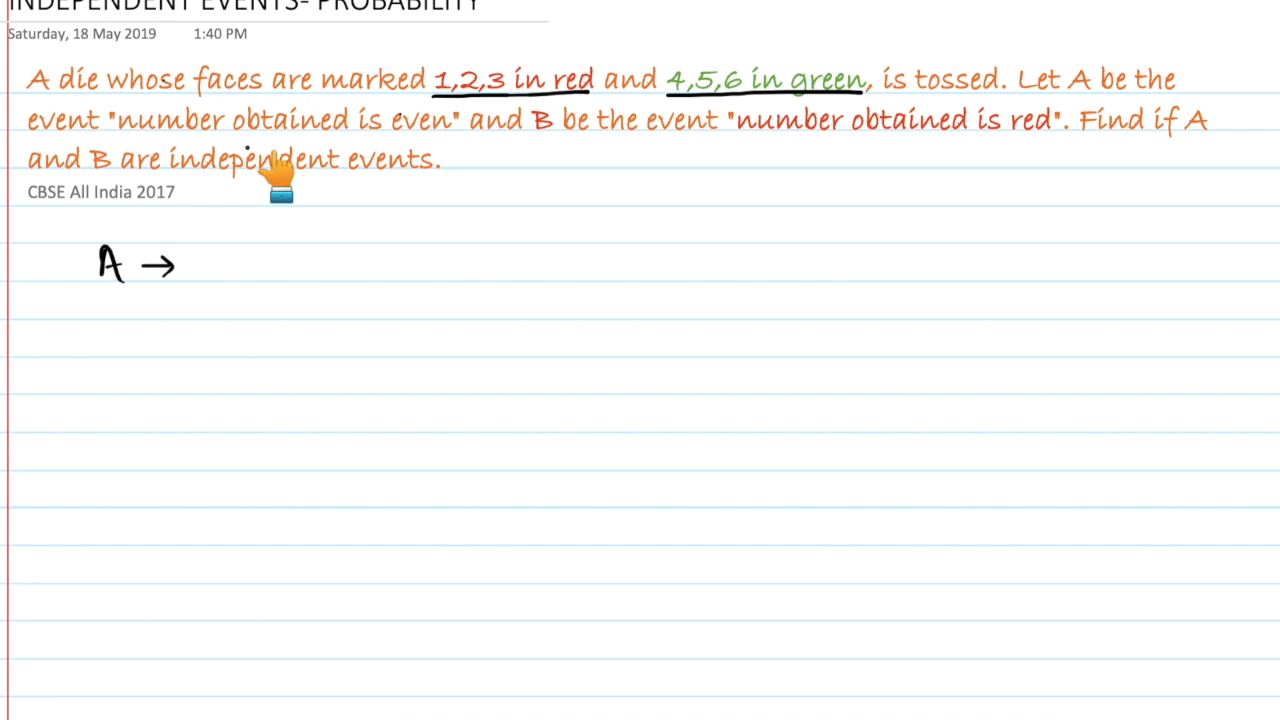 INDEPENDENT EVENTS- PROBABILITY
Saturday, 18 May 2019 1:40 PM
A die whose faces are marked 1,2,3 in red and 4,5,6 in green, is tossed. Let A be the
event "number obtained is even" and B be the event "number obtained is red". Find if A
and B are independent events.
CBSE All India 2017
A →